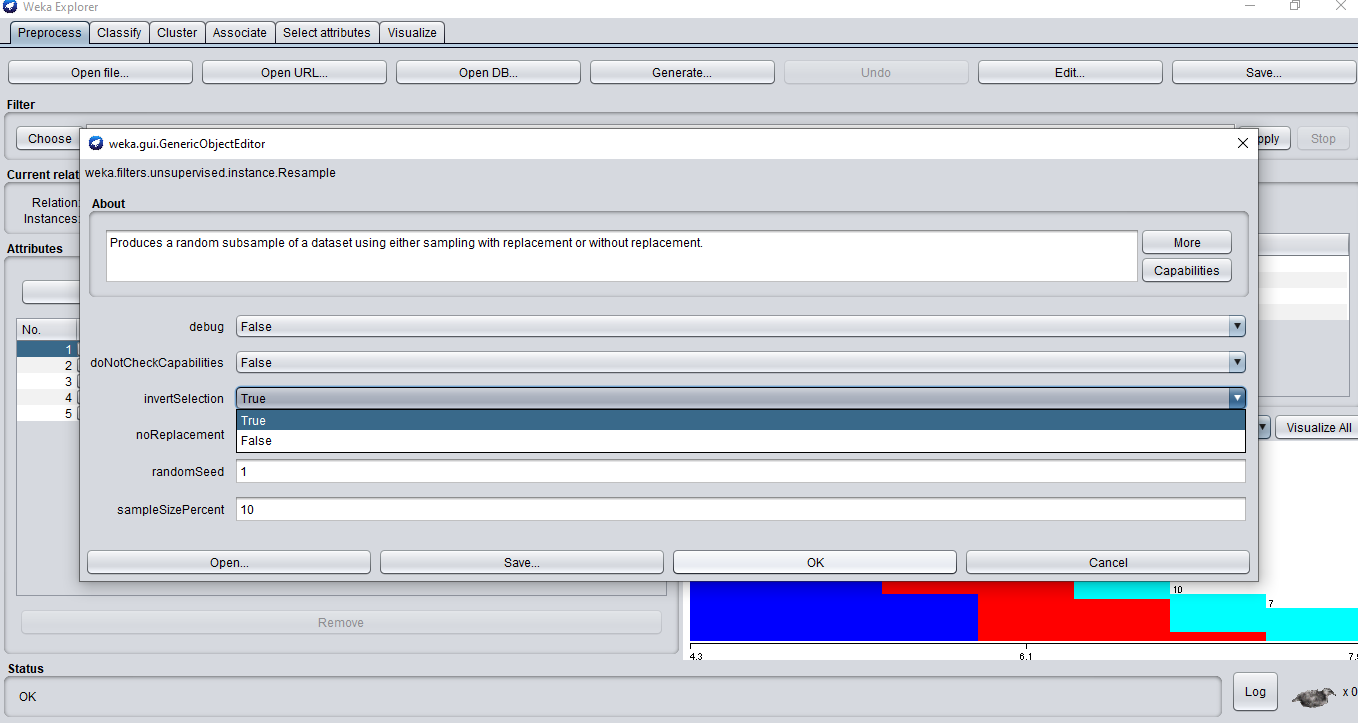 Weka Explorer
Preprocess Classify Cluster Associate Select attributes Visualize
Open file... Open URL... Open DB... Generate... Undo Edit... Save...
Filter
Choose Stop
weka.gui.GenericObjectEditor
weka.filters.unsupervised.instance.Resample
Relation:
About
Instances:
Produces a random subsample of a dataset using either sampling with replacement or without replacement.
More
Attributes
Capabilities
No.
debug False
1
doNotCheckCapabilities False
2
3
invertSelection True
4
True
5
Visualize All
noReplacement
False
randomSeed 1
sampleSizePercent 10
Open... Save... OK Cancel
10
7
Remove
4.3 6.1
Status
OK
Log x 0